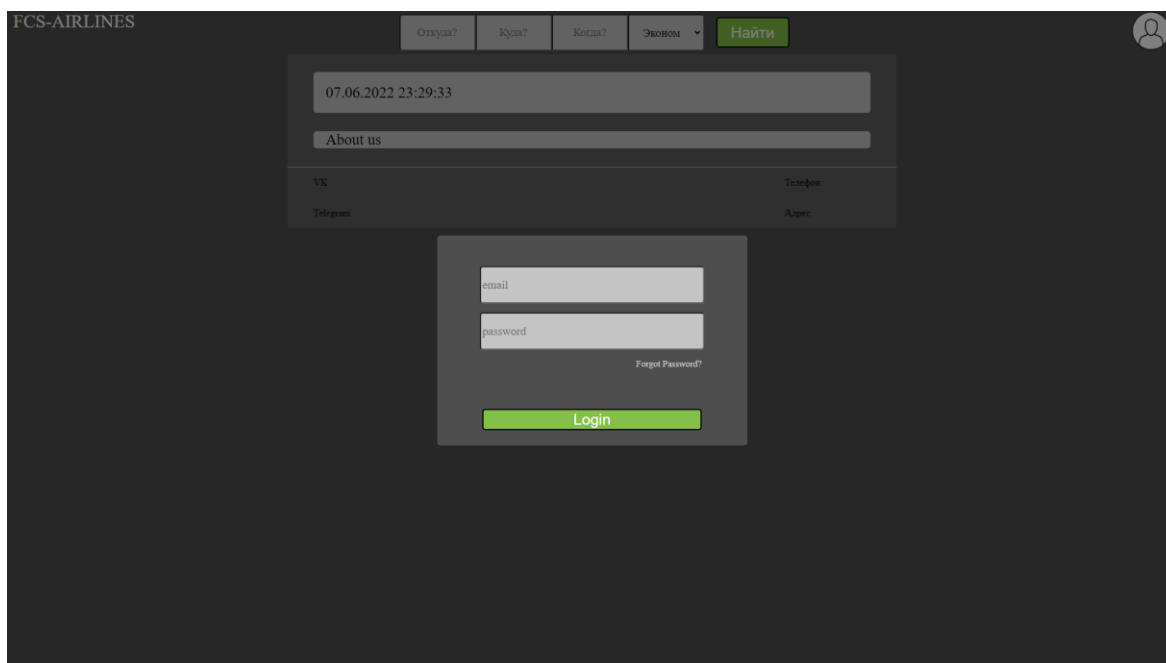 FCS-AIRLINES
Откуда? Куда? Когда? Эконом Найти
07.06.2022 23:29:33
About us
VK Телефон
Telegram Адрес
email
password
Forgot Password?
Login